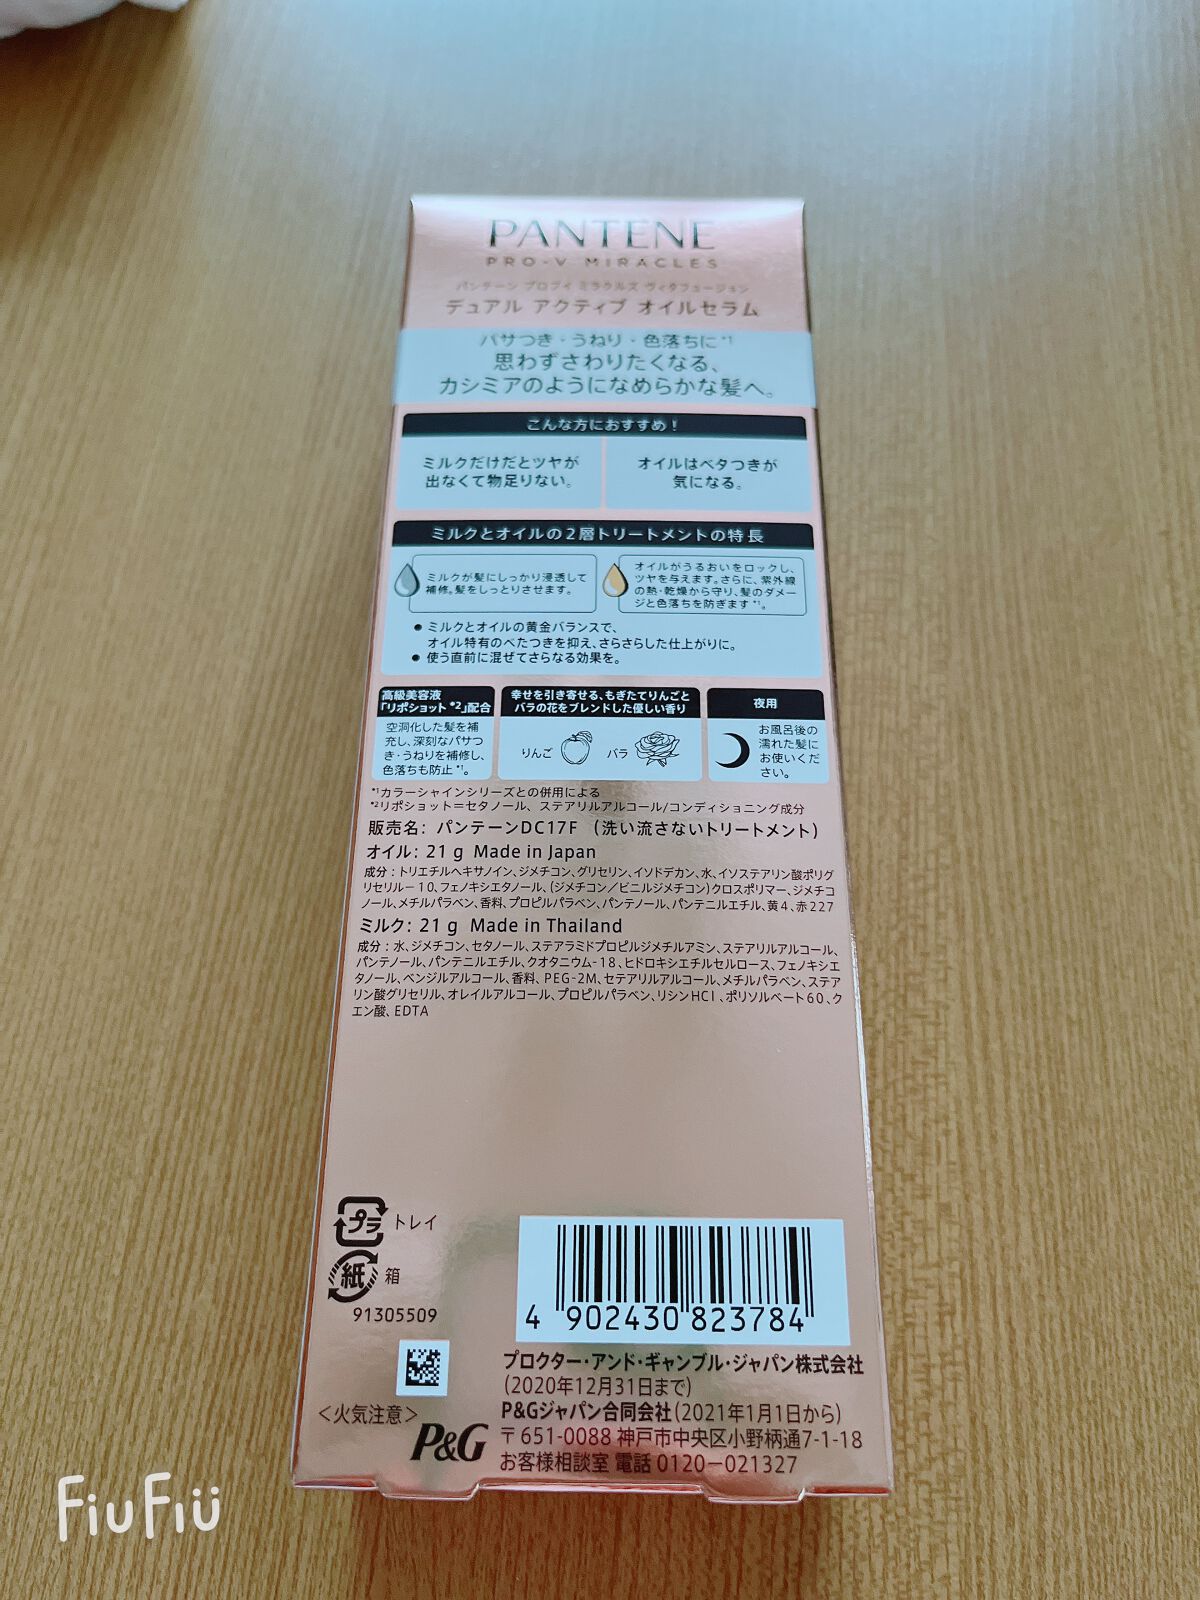 PANTENE
PRO-V MIRACLES
パンテーン プロブイ ミラクルズ ヴィタフュージョン
デュアル アクティブ オイルセラム
パサつき・うねり・色落ちに*1
思わずさわりたくなる、
カシミアのようになめらかな髪へ。
こんな方におすすめ!
ミルクだけだとツヤが
出なくて物足りない。
オイルはベタつきが
気になる。
ミルクとオイルの2層トリートメントの特長
ミルクが髪にしっかり浸透して
補修。髪をしっとりさせます。
オイルがうるおいをロックし、
ツヤを与えます。さらに、紫外線
の熱・乾燥から守り、髪のダメー
ジと色落ちを防ぎます*1。
● ミルクとオイルの黄金バランスで、
オイル特有のべたつきを抑え、さらさらした仕上がりに。
● 使う直前に混ぜてさらなる効果を。
高級美容液
「リポショット*2」配合
空洞化した髪を補
充し、深刻なパサつ
き・うねりを補修し、
色落ちも防止*1。
幸せを引き寄せる、もぎたてりんごと
バラの花をブレンドした優しい香り
りんご
バラ
夜用
お風呂後の
濡れた髪に
お使いくだ
さい。
*1カラーシャインシリーズとの併用による
*2リポショット=セタノール、ステアリルアルコール/コンディショニング成分
販売名: パンテーンDC17F (洗い流さないトリートメント)
オイル: 21 g Made in Japan
成分:トリエチルヘキサノイン、ジメチコン、グリセリン、イソドデカン、水、イソステアリン酸ポリグ
リセリル-10、フェノキシエタノール、(ジメチコン/ビニルジメチコン)クロスポリマー、ジメチコ
ノール、メチルパラベン、香料、プロピルパラベン、パンテノール、パンテニルエチル、黄4、赤227
ミルク: 21 g Made in Thailand
成分:水、ジメチコン、セタノール、ステアラミドプロピルジメチルアミン、ステアリルアルコール、
パンテノール、パンテニルエチル、クオタニウム-18、ヒドロキシエチルセルロース、フェノキシエ
タノール、ベンジルアルコール、香料、PEG-2M、セテアリルアルコール、メチルパラベン、ステア
リン酸グリセリル、オレイルアルコール、プロピルパラベン、リシンHCl、ポリソルベート60、ク
エン酸、EDTA
プラ トレイ
紙 箱
91305509
4 902430 823784
プロクター・アンド・ギャンブル・ジャパン株式会社
(2020年12月31日まで)
P&Gジャパン合同会社(2021年1月1日から)
〒651-0088 神戸市中央区小野柄通7-1-18
お客様相談室 電話 0120-021327
<火気注意>
P&G
FiuFiü